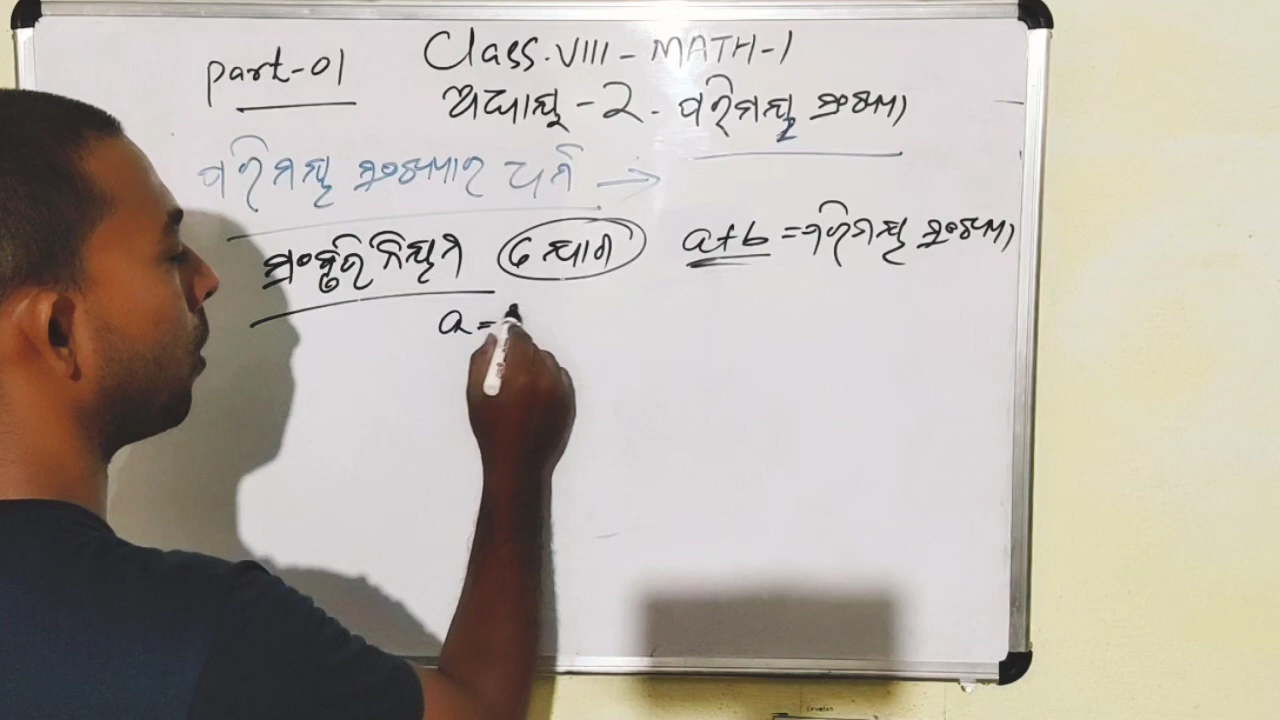 part-01 Class.VIII - MATH-1
ଅଧ୍ୟାୟ - 2. ପରିମେୟ ସଂଖ୍ୟା
ପରିମେୟ ସଂଖ୍ୟାର ଧର୍ମ →
ସଂବୃତ୍ତି ନିୟମ ଯୋଗ a+b = ପରିମେୟ ସଂଖ୍ୟା
a =